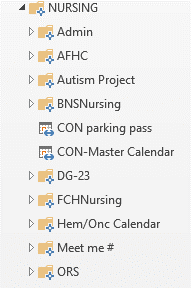 NURSING
Admin
AFHC
Autism Project
BNSNursing
CON parking pass
CON-Master Calendar
DG-23
FCHNursing
Hem/Onc Calendar
Meet me #
ORS